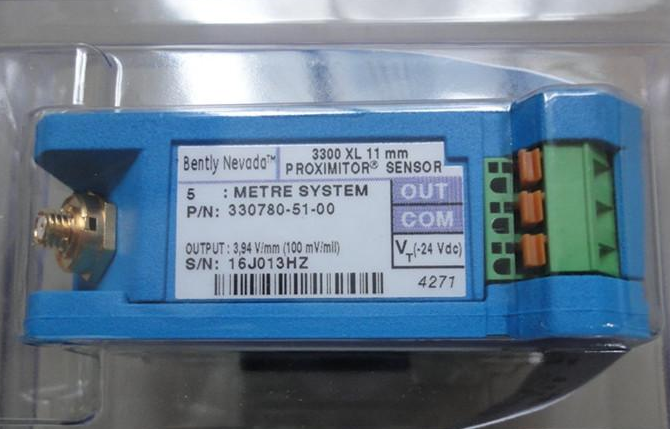 Bently Nevada™
3300 XL 11 mm
PROXIMITOR® SENSOR
5 : METRE SYSTEM
P/N: 330780-51-00
OUTPUT : 3,94 V/mm (100 mV/mil)
S/N: 16J013HZ
OUT
COM
VT(-24 Vdc)
4271